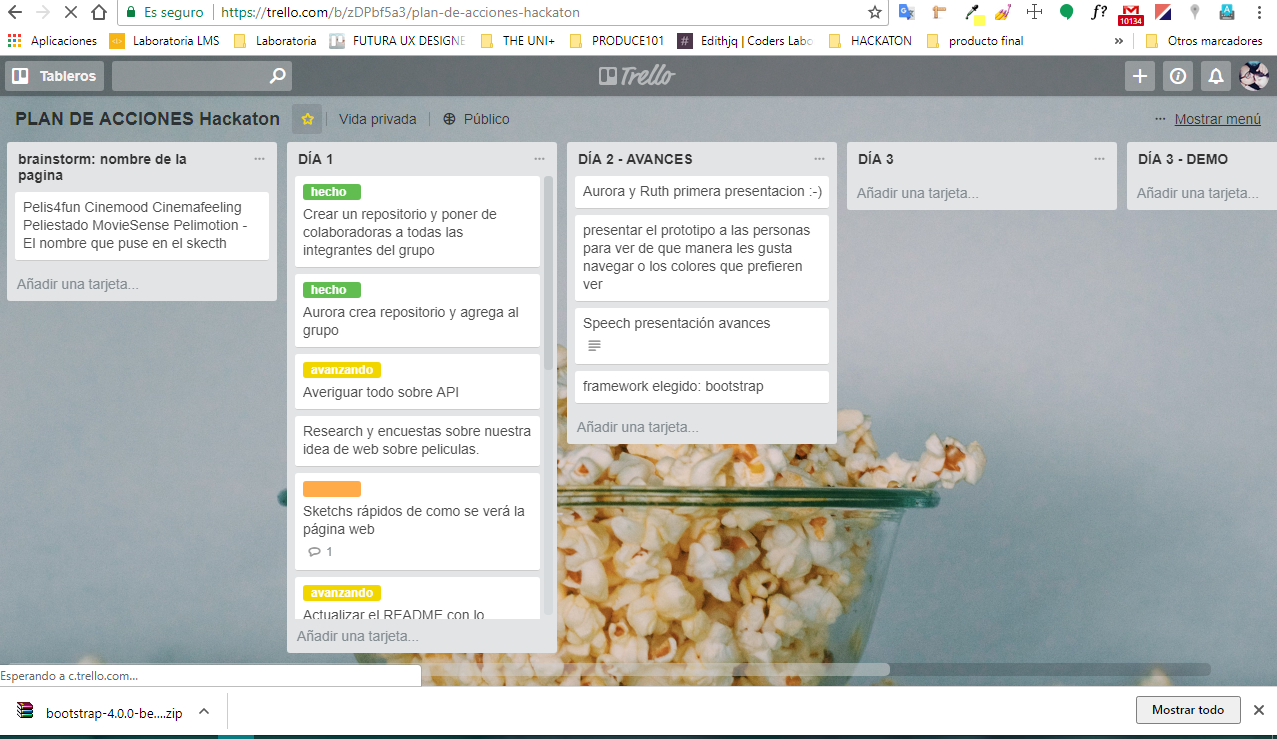 Es seguro | https://trello.com/b/zDPbf5a3/plan-de-acciones-hackaton
f?
10134
Aplicaciones Laboratoria LMS Laboratoria FUTURA UX DESIGNE THE UNI+ PRODUCE101 # Edithjq | Coders Labo HACKATON producto final » Otros marcadores
Tableros
Trello
PLAN DE ACCIONES Hackaton Vida privada Público ... Mostrar menú
brainstorm: nombre de la
pagina
Pelis4fun Cinemood Cinemafeeling
Peliestado MovieSense Pelimotion -
El nombre que puse en el skecth
Añadir una tarjeta...
DÍA 1
hecho
Crear un repositorio y poner de
colaboradoras a todas las
integrantes del grupo
hecho
Aurora crea repositorio y agrega al
grupo
avanzando
Averiguar todo sobre API
Research y encuestas sobre nuestra
idea de web sobre peliculas.
Sketchs rápidos de como se verá la
página web
1
avanzando
Actualizar el README con lo
Añadir una tarjeta...
DÍA 2 - AVANCES
Aurora y Ruth primera presentacion :-)
presentar el prototipo a las personas
para ver de que manera les gusta
navegar o los colores que prefieren
ver
Speech presentación avances
framework elegido: bootstrap
Añadir una tarjeta...
DÍA 3
Añadir una tarjeta...
DÍA 3 - DEMO
Añadir una tarjeta...
Esperando a c.trello.com...
bootstrap-4.0.0-be....zip
Mostrar todo